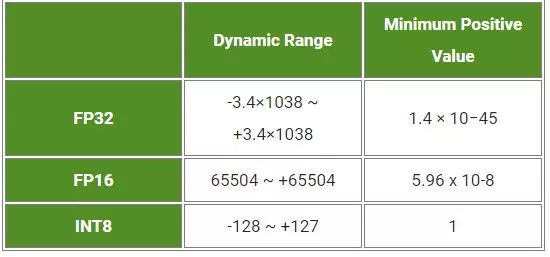 Dynamic Range
Minimum Positive
Value
FP32
-3.4×1038 ~
+3.4×1038
1.4 × 10−45
FP16
65504 ~ +65504
5.96 x 10-8
INT8
-128 ~ +127
1